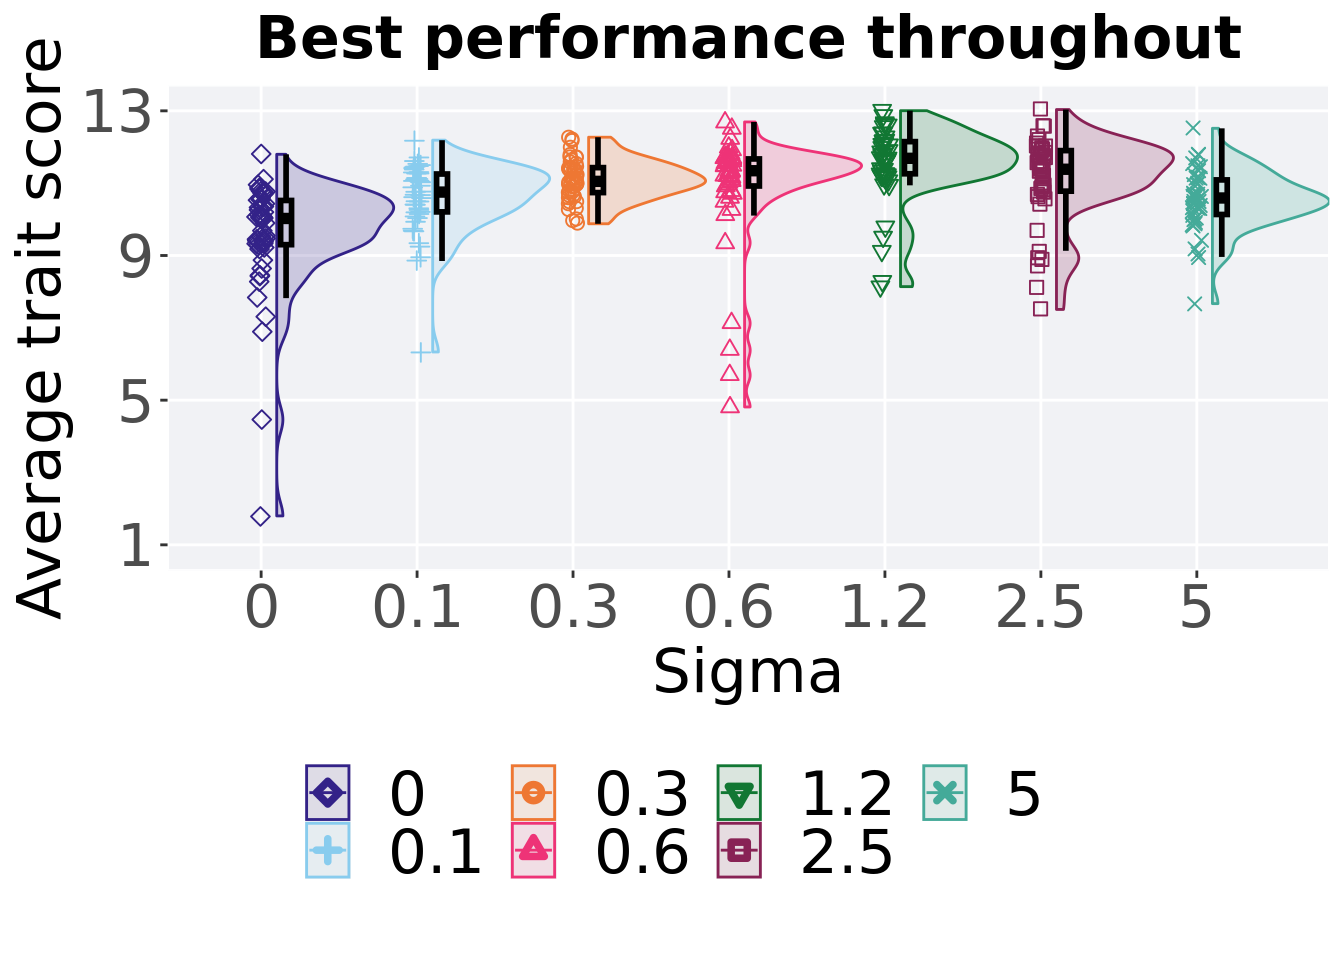 Best performance throughout
Average trait score
13
9
5
1
0 0.1 0.3 0.6 1.2 2.5 5
Sigma
0 0.3 1.2 5
0.1 0.6 2.5